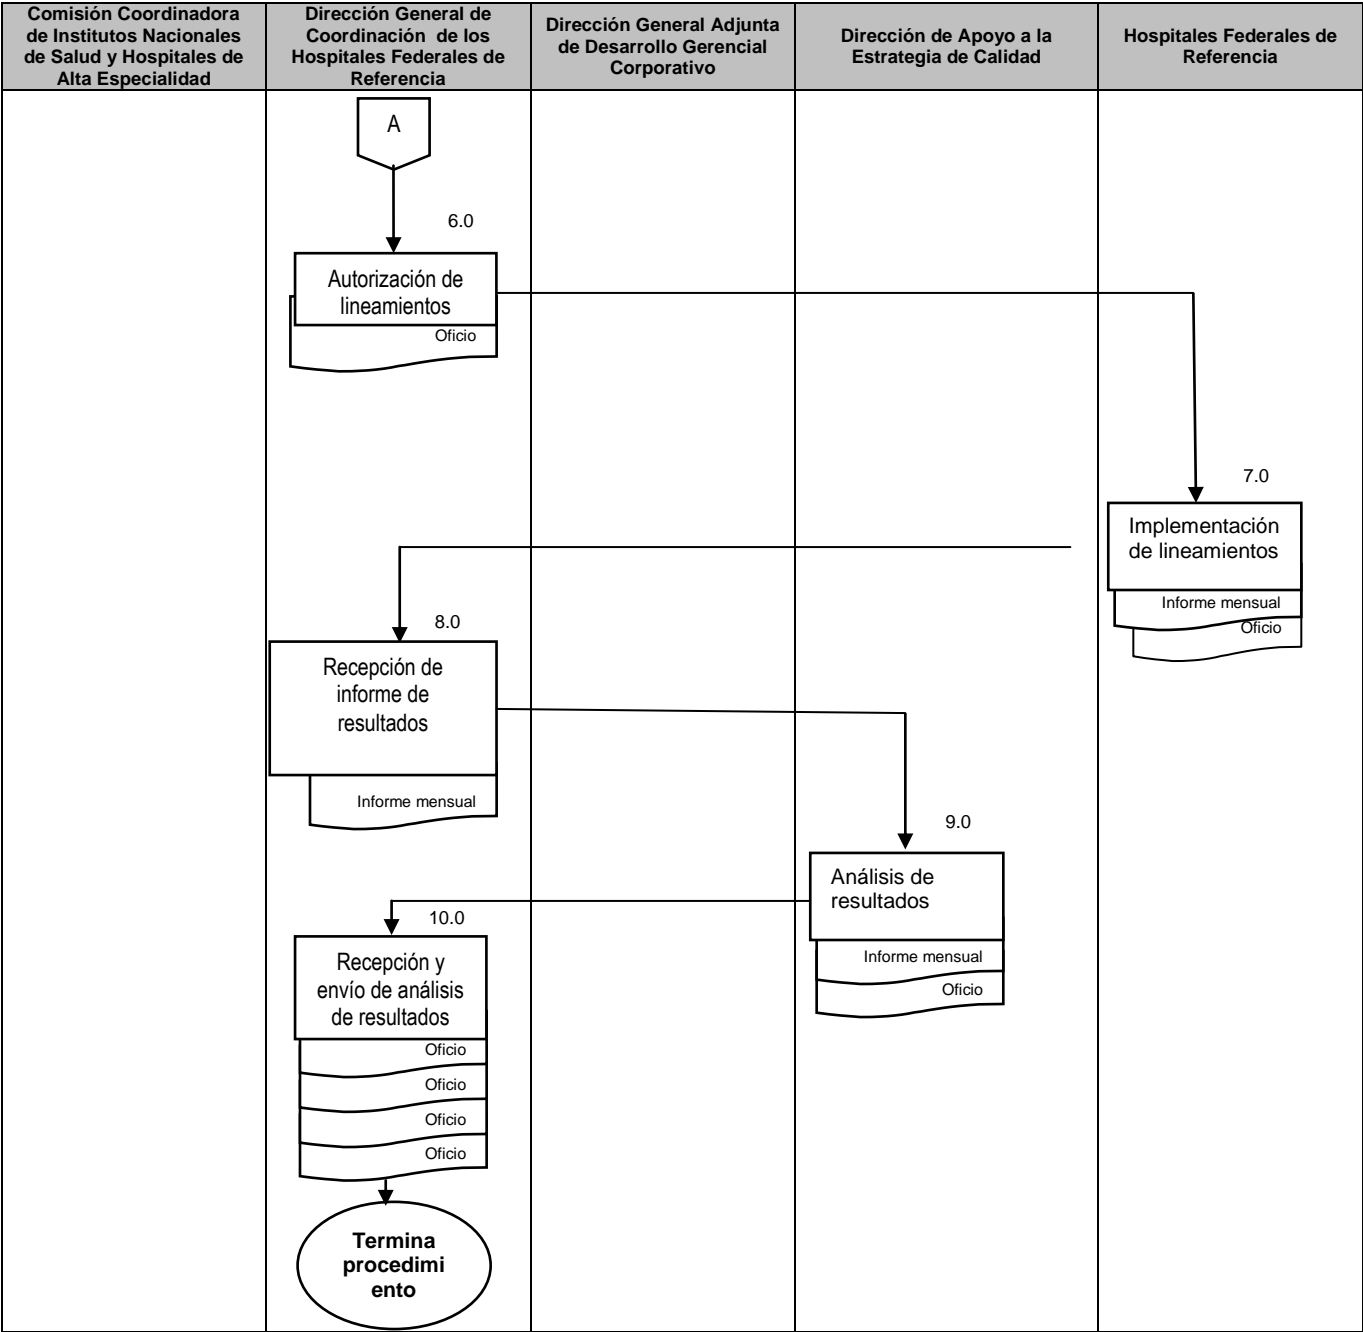 Comisión Coordinadora
de Institutos Nacionales
de Salud y Hospitales de
Alta Especialidad
Dirección General de
Coordinación de los
Hospitales Federales de
Referencia
Dirección General Adjunta
de Desarrollo Gerencial
Corporativo
Dirección de Apoyo a la
Estrategia de Calidad
Hospitales Federales de
Referencia
A
6.0
Autorización de
lineamientos
Oficio
7.0
Implementación
de lineamientos
Informe mensual
Oficio
8.0
Recepción de
informe de
resultados
Informe mensual
9.0
Análisis de
resultados
Informe mensual
Oficio
10.0
Recepción y
envío de análisis
de resultados
Oficio
Oficio
Oficio
Oficio
Termina
procedimi
ento